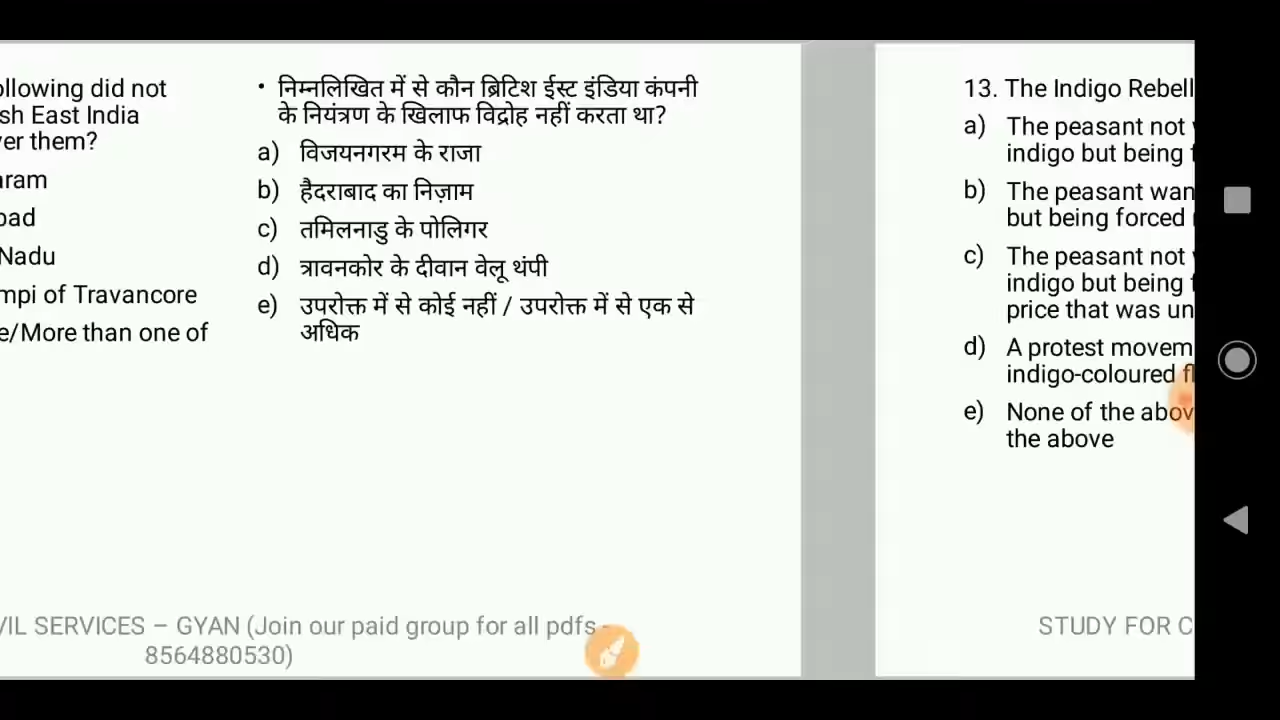 ollowing did not
sh East India
er them?
aram
bad
Nadu
mpi of Travancore
e/More than one of
• निम्नलिखित में से कौन ब्रिटिश ईस्ट इंडिया कंपनी
के नियंत्रण के खिलाफ विद्रोह नहीं करता था?
a) विजयनगरम के राजा
b) हैदराबाद का निज़ाम
c) तमिलनाडु के पोलिगर
d) त्रावनकोर के दीवान वेलू थंपी
e) उपरोक्त में से कोई नहीं / उपरोक्त में से एक से
अधिक
VIL SERVICES – GYAN (Join our paid group for all pdfs -
8564880530)
13. The Indigo Rebell
a) The peasant not
indigo but being
b) The peasant wan
but being forced
c) The peasant not
indigo but being
price that was un
d) A protest movem
indigo-coloured fl
e) None of the abov
the above
STUDY FOR C